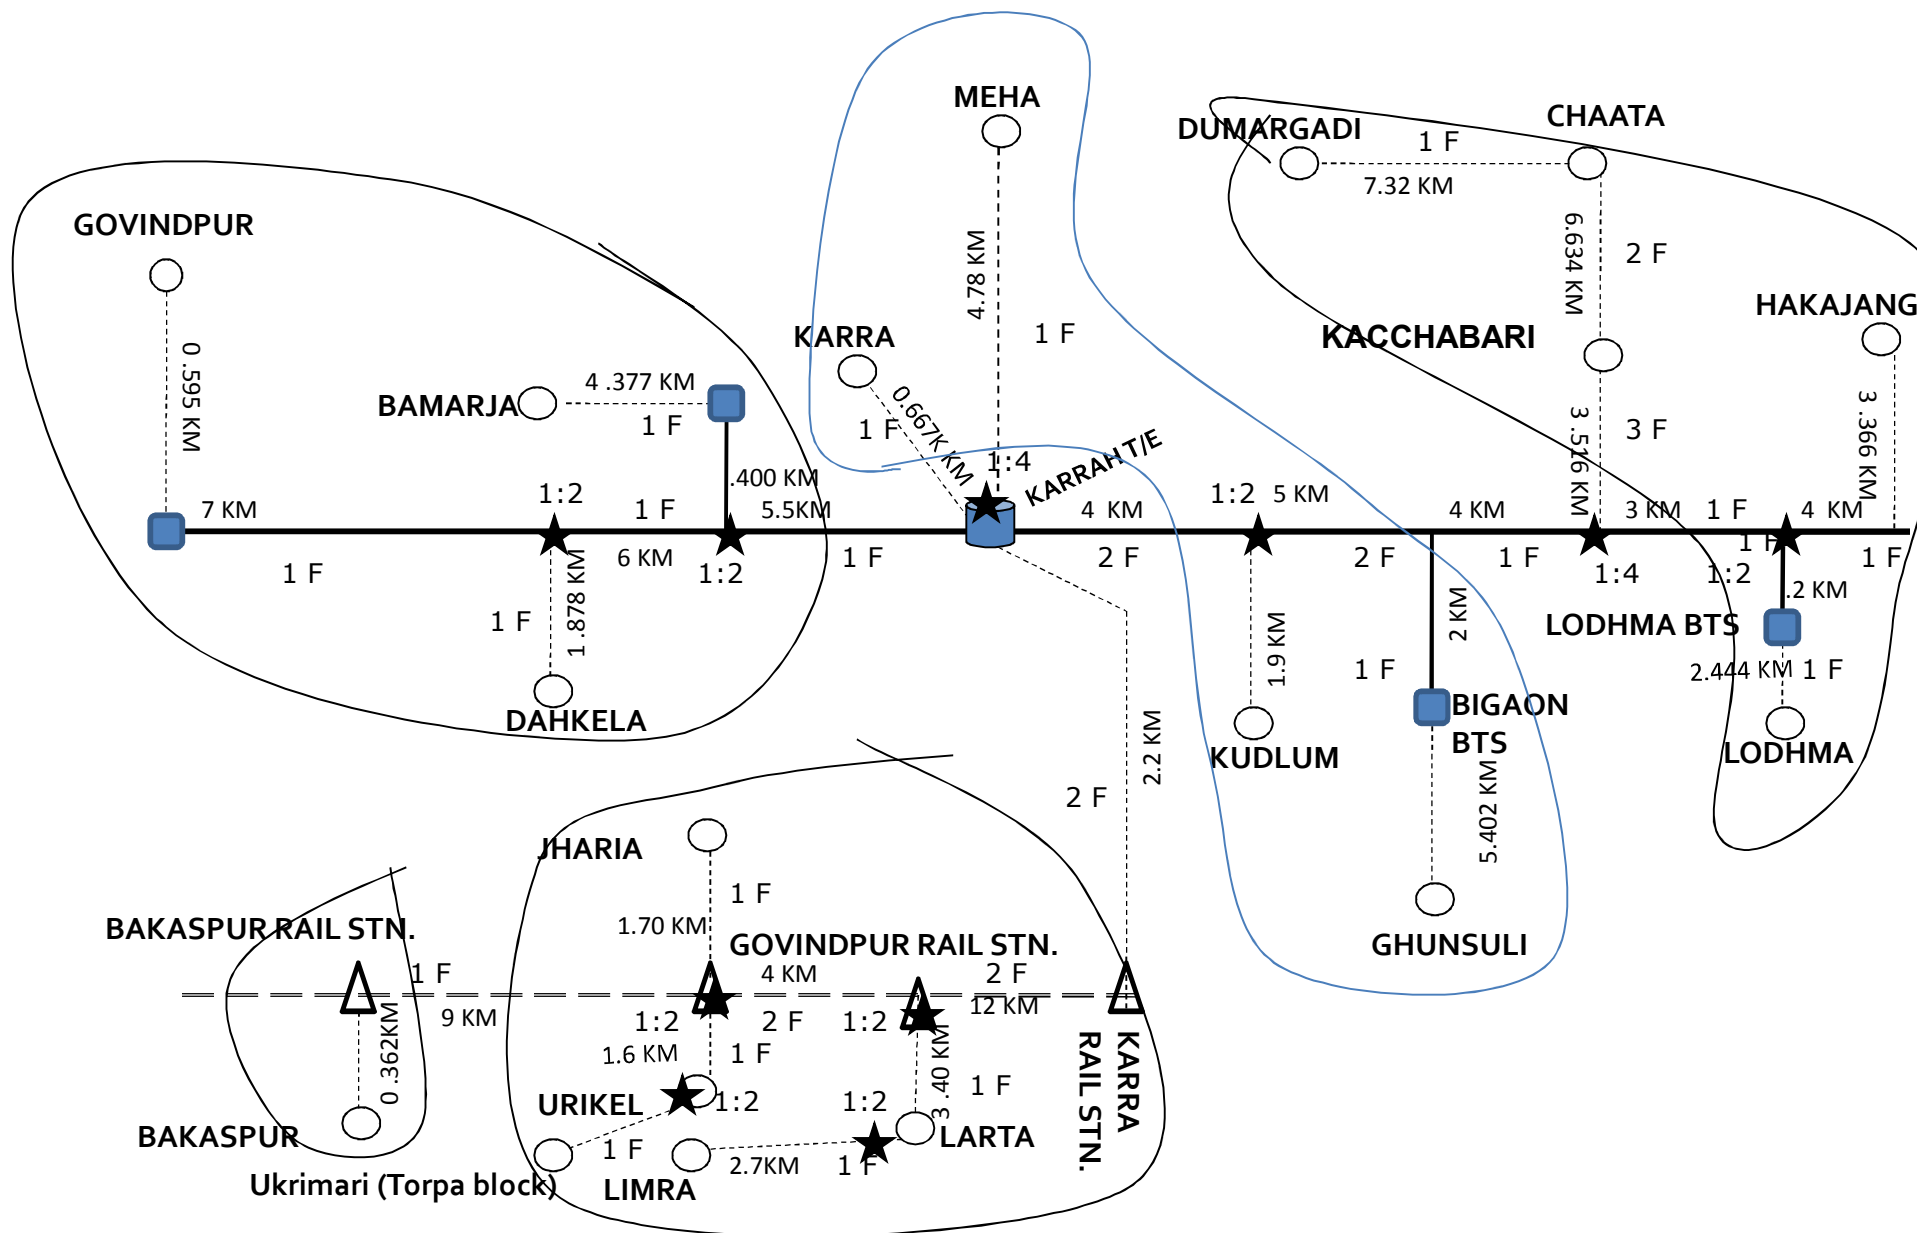 MEHA
DUMARGADI
CHAATA
1 F
7.32 KM
GOVINDPUR
6.634 KM
2 F
4.78 KM
HAKAJANG
KARRA
1 F
KACCHABARI
0 .595 KM
4 .377 KM
BAMARJA
1 F
0.667K KM
1 F
3 .516 KM
3 F
3 .366 KM
1:4
KARRAH T/E
.400 KM
1:2
1:2
5 KM
7 KM
1 F
5.5KM
4 KM
4 KM
3 KM
1 F
4 KM
1 F
6 KM
1 F
1:2
1 F
2 F
2 F
1 F
1:4
1:2
1 F
1 F
1 F
1.878 KM
1.9 KM
2 KM
.2 KM
LODHMA BTS
1 F
2.444 KM
1 F
DAHKELA
KUDLUM
BIGAON
BTS
LODHMA
2.2 KM
2 F
5.402 KM
JHARIA
1 F
1.70 KM
BAKASPUR RAIL STN.
GOVINDPUR RAIL STN.
GHUNSULI
1 F
4 KM
2 F
9 KM
12 KM
1:2
2 F
1:2
1.6 KM
1 F
0 .362KM
3 .40 KM
1 F
KARRA
RAIL STN.
URIKEL
1:2
1:2
BAKASPUR
1 F
LARTA
2.7KM
1 F
Ukrimari (Torpa block)
LIMRA